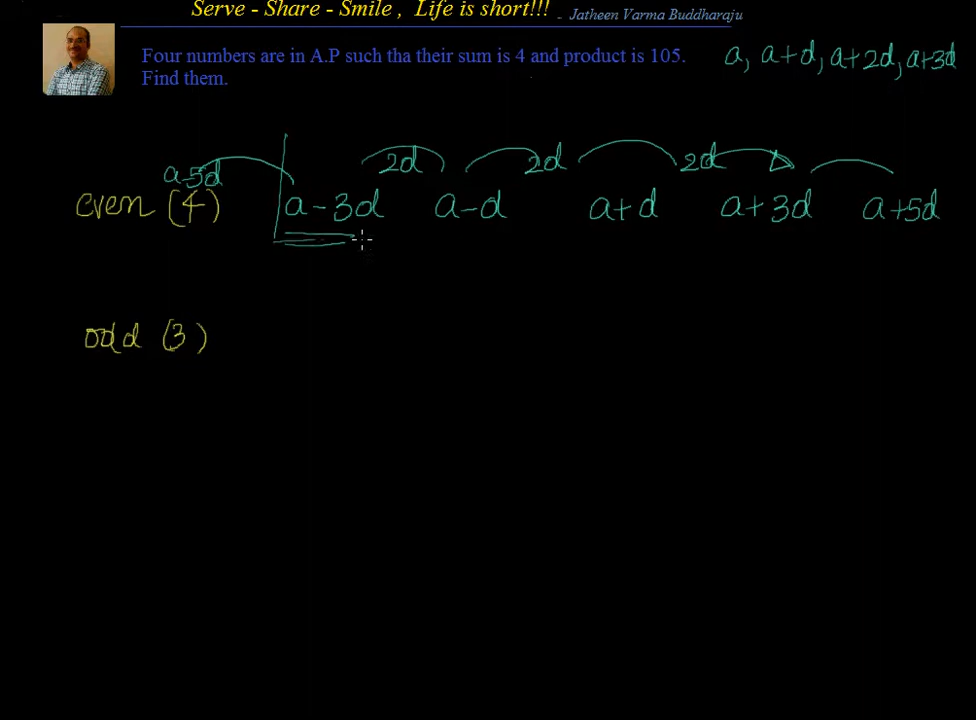 Serve - Share - Smile , Life is short!!! - Jatheen Varma Buddharaju
Four numbers are in A.P such tha their sum is 4 and product is 105.
Find them.
a, a+d, a+2d, a+3d
2d 2d 2d
a-5d
even (4) a-3d a-d a+d a+3d a+5d
odd (3)